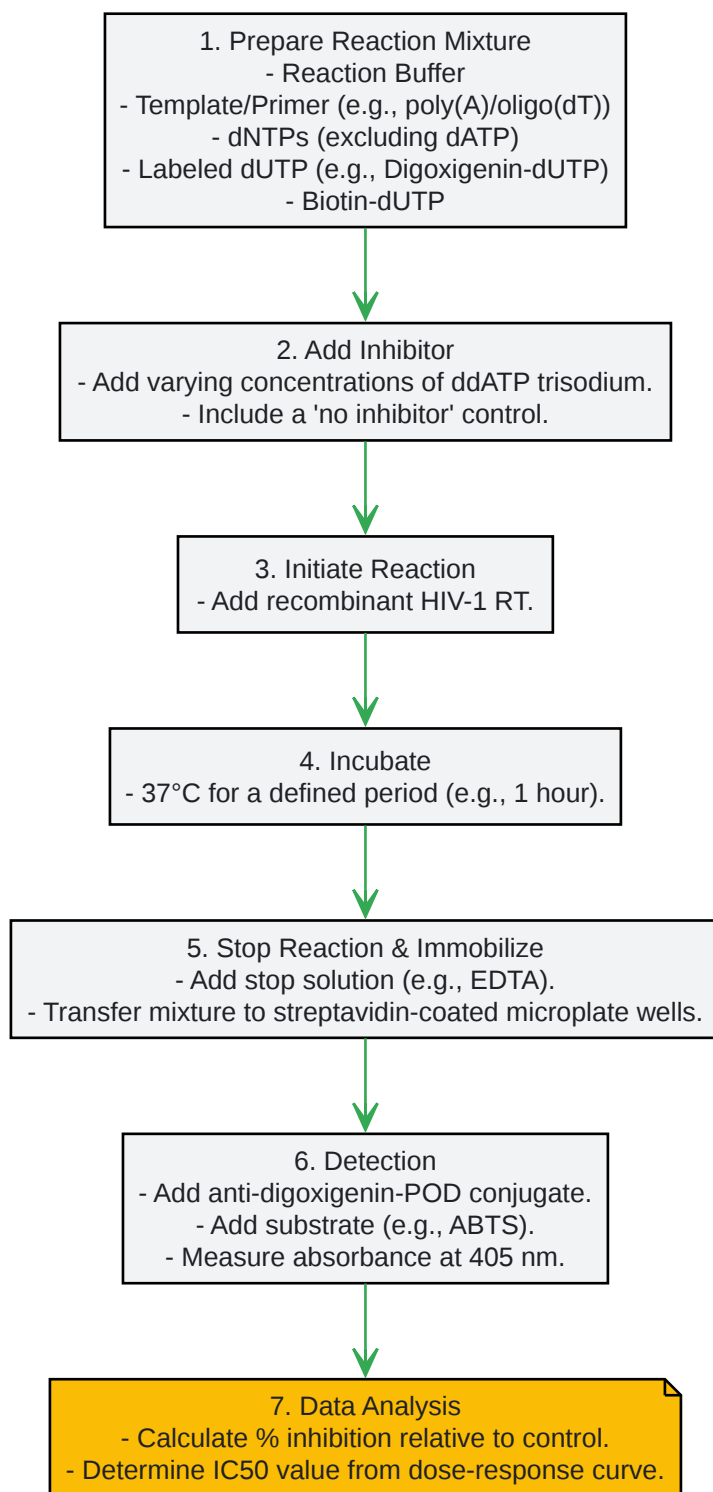 1. Prepare Reaction Mixture
- Reaction Buffer
- Template/Primer (e.g., poly(A)/oligo(dT))
- dNTPs (excluding dATP)
- Labeled dUTP (e.g., Digoxigenin-dUTP)
- Biotin-dUTP
2. Add Inhibitor
- Add varying concentrations of ddATP trisodium.
- Include a 'no inhibitor' control.
3. Initiate Reaction
- Add recombinant HIV-1 RT.
4. Incubate
- 37°C for a defined period (e.g., 1 hour).
5. Stop Reaction & Immobilize
- Add stop solution (e.g., EDTA).
- Transfer mixture to streptavidin-coated microplate wells.
6. Detection
- Add anti-digoxigenin-POD conjugate.
- Add substrate (e.g., ABTS).
- Measure absorbance at 405 nm.
7. Data Analysis
- Calculate % inhibition relative to control.
- Determine IC50 value from dose-response curve.